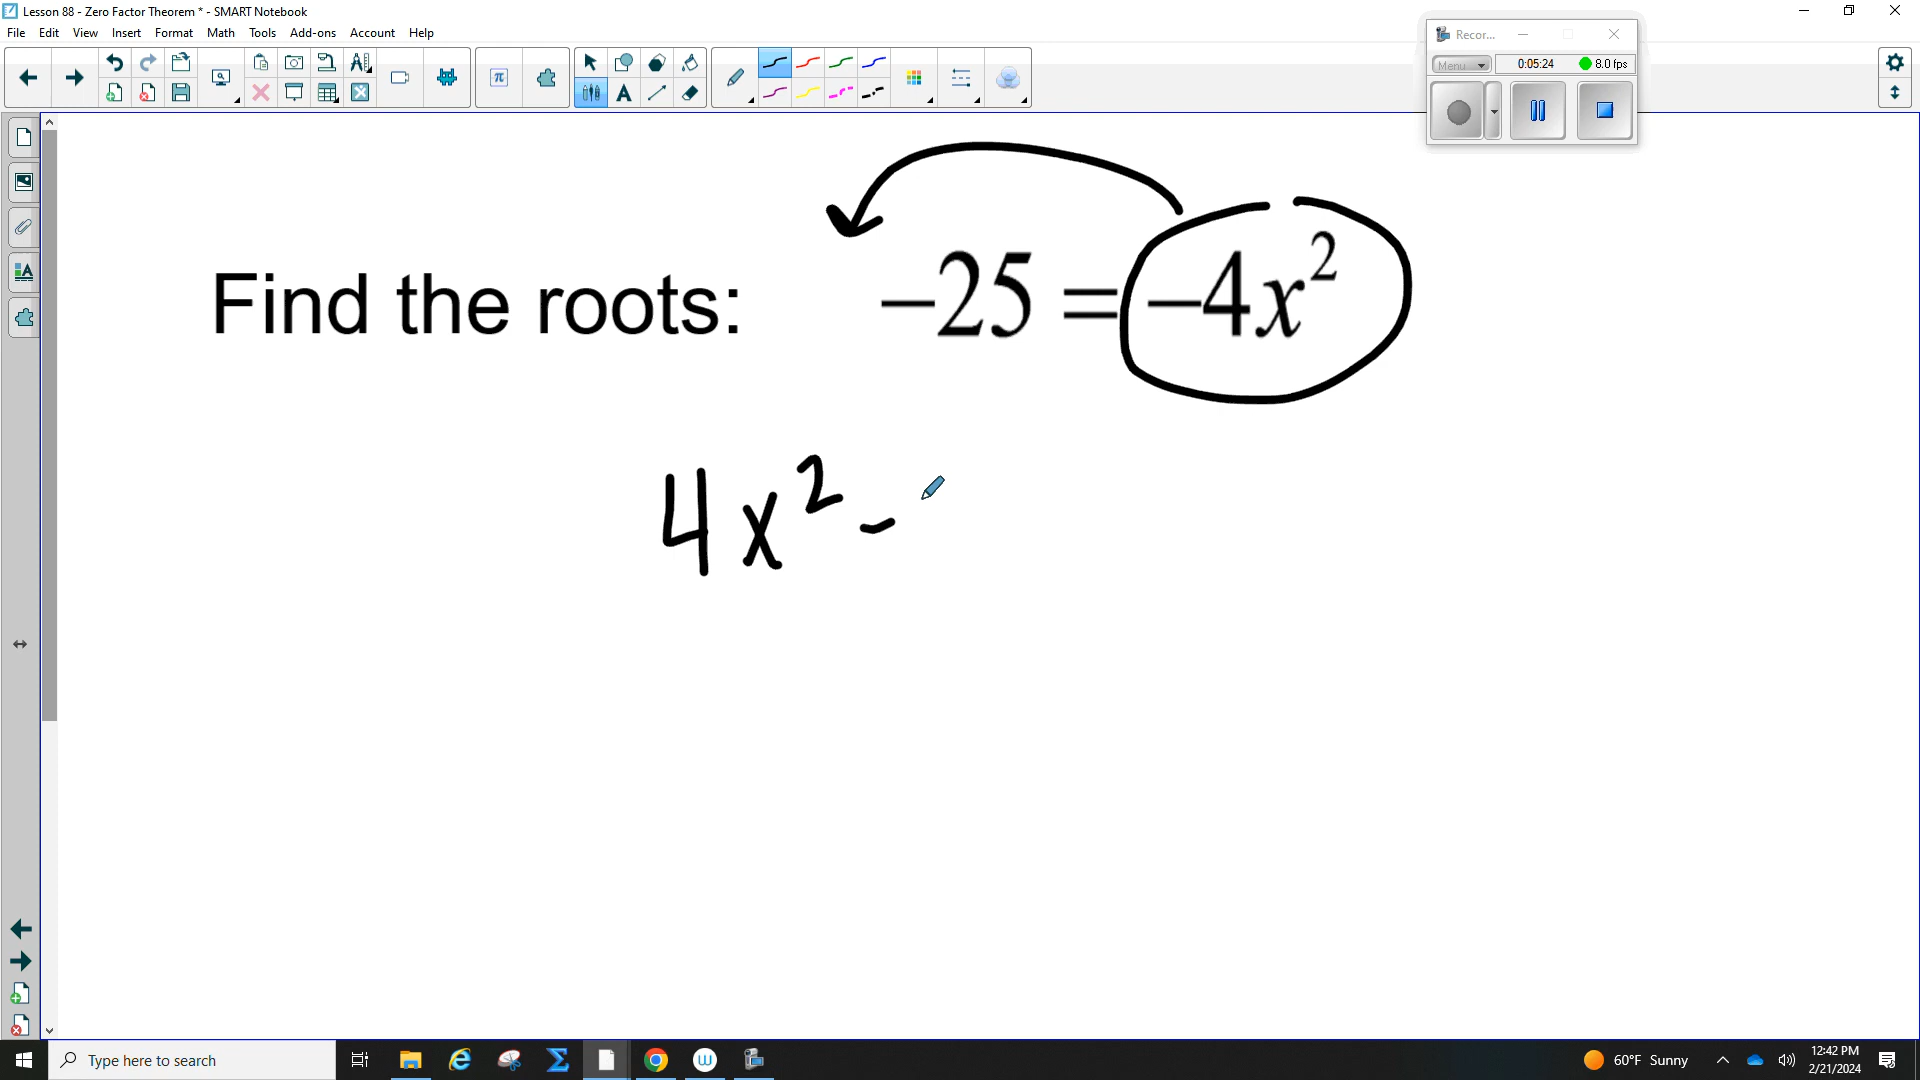 Lesson 88 - Zero Factor Theorem * - SMART Notebook
File Edit View Insert Format Math Tools Add-ons Account Help
Recor...
Menu 0:05:24 8.0 fps
Find the roots: −25 = −4x²
4x² -
Type here to search
60°F Sunny
12:42 PM
2/21/2024